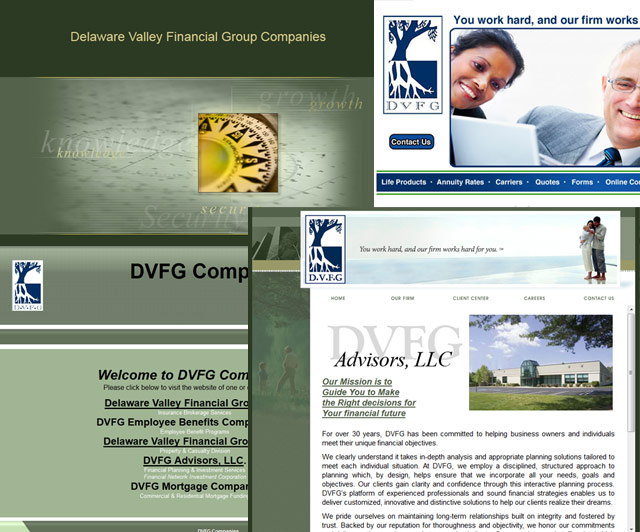 Delaware Valley Financial Group Companies
growth
growth
knowledge
knowledge
DVFG
You work hard, and our firm works
Contact Us
Life Products · Annuity Rates · Carriers · Quotes · Forms · Online
DVFG
DVFG
Welcome to DVFG
Please click below to visit the website of one or
Delaware Valley Financial
Insurance Brokerage Services
DVFG Employee Benefits
Employee Benefit Programs
Delaware Valley Financial
Property & Casualty Division
DVFG Advisors, LLC.
Financial Planning & Investment Services
Financial Network Investment Corporation
DVFG Mortgage
Commercial & Residential Mortgage
DVFG Companies
D.V.F.G
You work hard, and our firm works hard for you. ℠
HOME OUR FIRM CLIENT CENTER CAREERS CONTACT US
DVFG
Advisors, LLC
Our Mission is to
Guide You to Make
the Right decisions for
Your financial future
For over 30 years, DVFG has been committed to helping business owners and individuals
meet their unique financial objectives.
We clearly understand it takes in-depth analysis and appropriate planning solutions tailored to
meet each individual situation. At DVFG, we employ a disciplined, structured approach to
planning which, by design, helps ensure that we incorporate all your needs, goals and
objectives. Our clients gain clarity and confidence through this interactive planning process.
DVFG's platform of experienced professionals and sound financial strategies enables us to
deliver customized, innovative and distinctive solutions to help our clients realize their dreams.
We pride ourselves on maintaining long-term relationships built on integrity and fostered by
trust. Backed by our reputation for thoroughness and objectivity, we honor our commitments